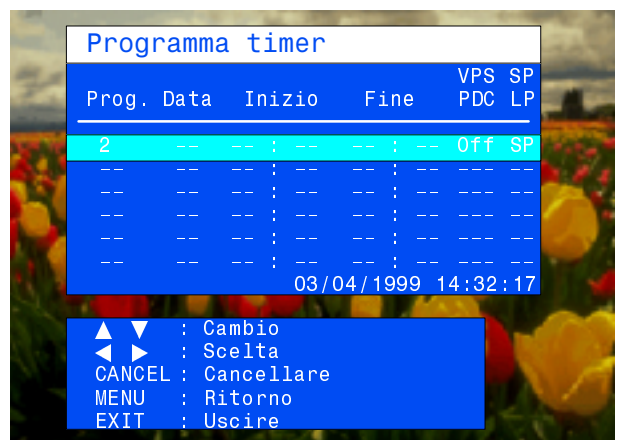 Programma timer
VPS SP
Prog. Data Inizio Fine PDC LP
2 -- -- : -- -- : -- Off SP
-- -- -- : -- -- : -- --- --
-- -- -- : -- -- : -- --- --
-- -- -- : -- -- : -- --- --
-- -- -- : -- -- : -- --- --
-- -- -- : -- -- : -- --- --
03/04/1999 14:32:17
▲ ▼ : Cambio
◀ ▶ : Scelta
CANCEL : Cancellare
MENU : Ritorno
EXIT : Uscire